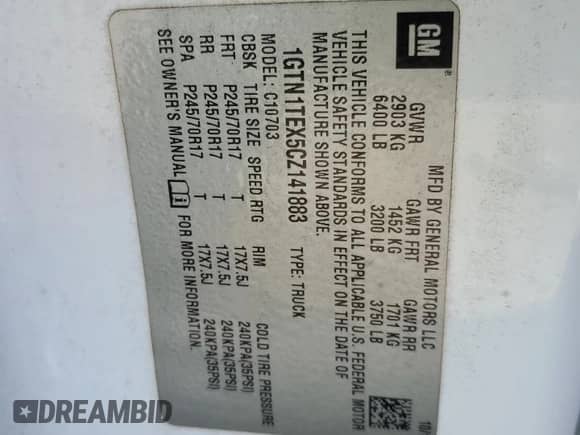 GM ®
MFD BY GENERAL MOTORS LLC 10/
GVWR GAWR FRT GAWR RR
2903 KG 1452 KG 1701 KG
6400 LB 3200 LB 3750 LB
THIS VEHICLE CONFORMS TO ALL APPLICABLE U.S. FEDERAL MOTOR
VEHICLE SAFETY STANDARDS IN EFFECT ON THE DATE OF
MANUFACTURE SHOWN ABOVE.
1GTN1TEX5CZ141883 TYPE: TRUCK
MODEL: C10703
CBSK TIRE SIZE SPEED RTG RIM COLD TIRE PRESSURE
FRT P245/70R17 T 17X7.5J 240KPA(35PSI)
RR P245/70R17 T 17X7.5J 240KPA(35PSI)
SPA P245/70R17 T 17X7.5J 240KPA(35PSI)
SEE OWNER'S MANUAL i FOR MORE INFORMATION.
DREAMBID